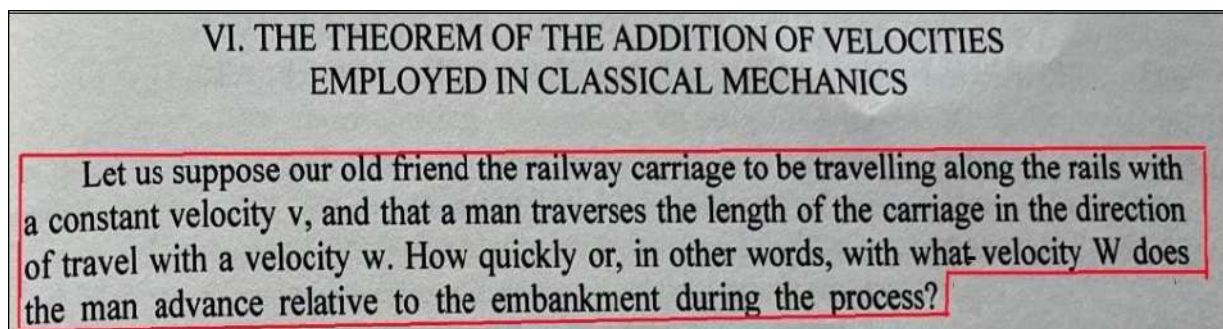 VI. THE THEOREM OF THE ADDITION OF VELOCITIES
EMPLOYED IN CLASSICAL MECHANICS
Let us suppose our old friend the railway carriage to be travelling along the rails with
a constant velocity v, and that a man traverses the length of the carriage in the direction
of travel with a velocity w. How quickly or, in other words, with what velocity W does
the man advance relative to the embankment during the process?